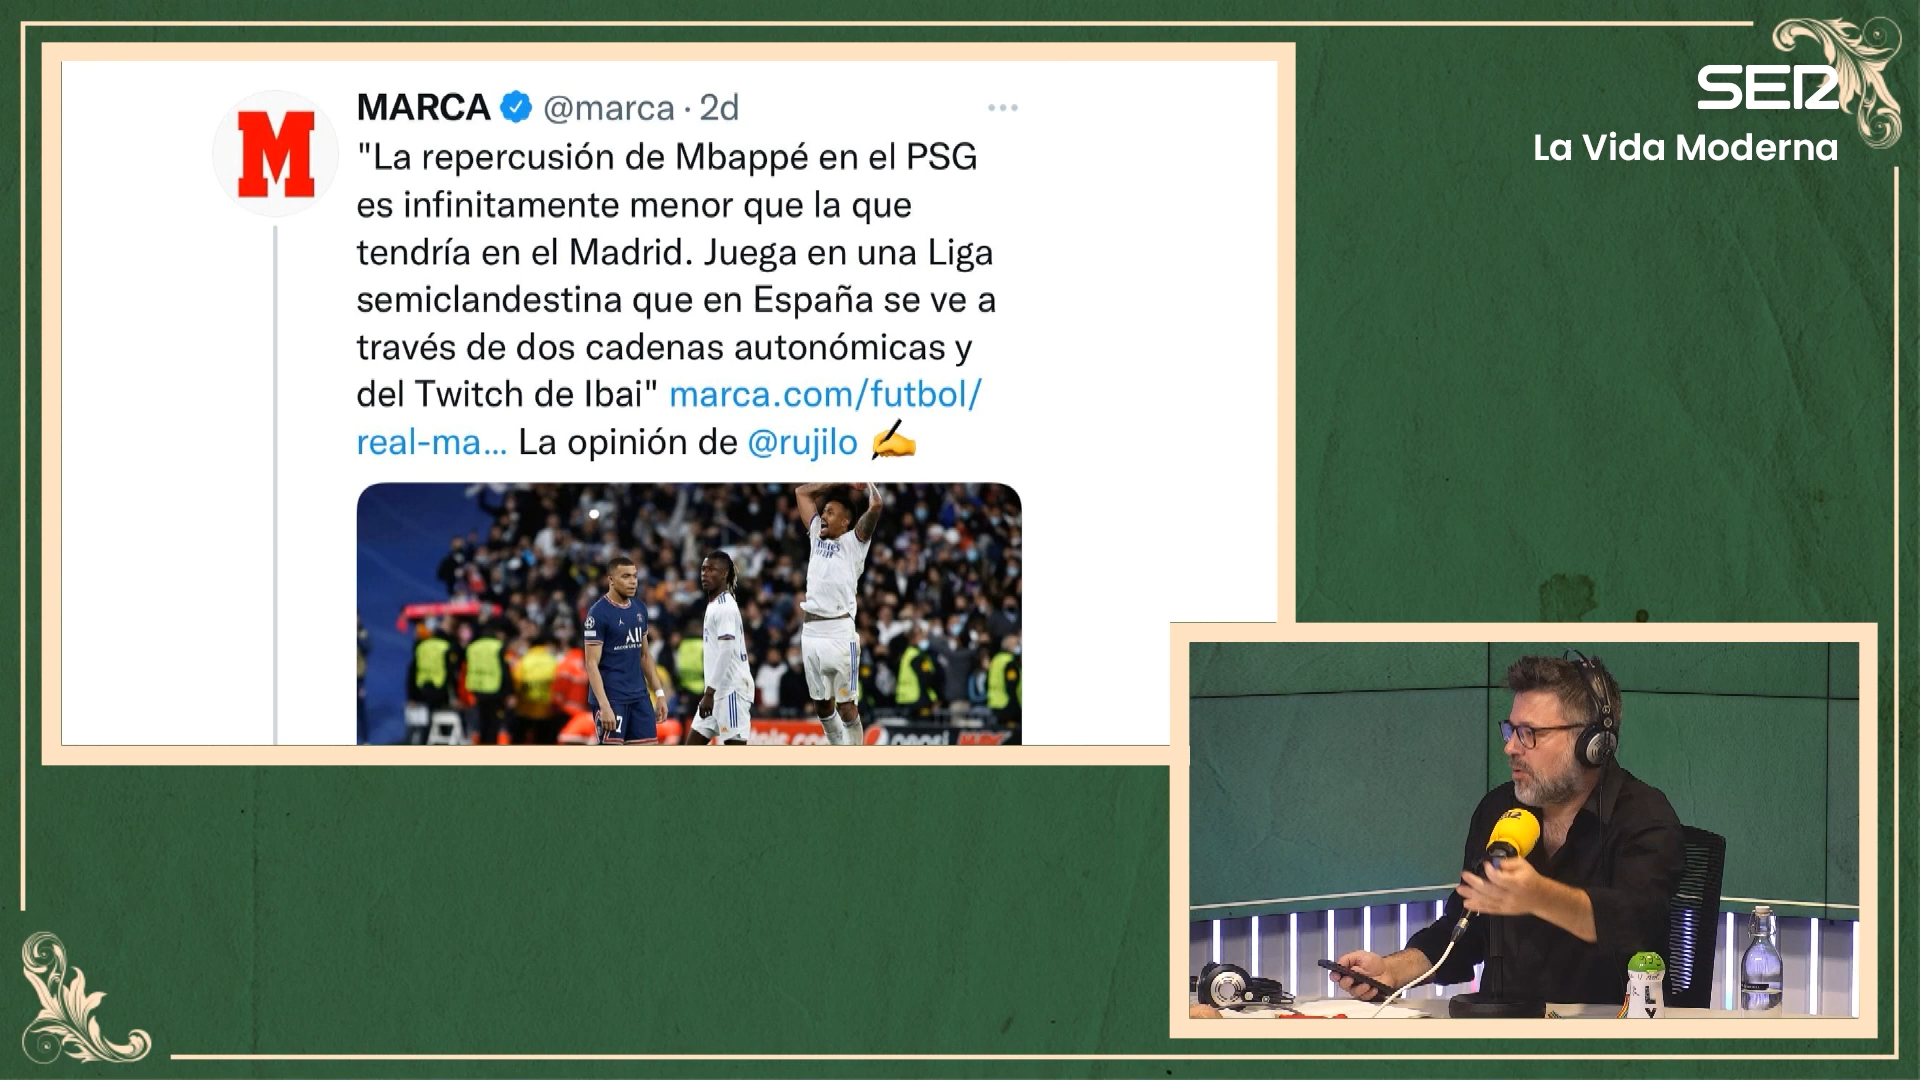 MARCA @marca · 2d
"La repercusión de Mbappé en el PSG
es infinitamente menor que la que
tendría en el Madrid. Juega en una Liga
semiclandestina que en España se ve a
través de dos cadenas autonómicas y
del Twitch de Ibai" marca.com/futbol/
real-ma... La opinión de @rujilo
M
SER
La Vida Moderna
pepsi